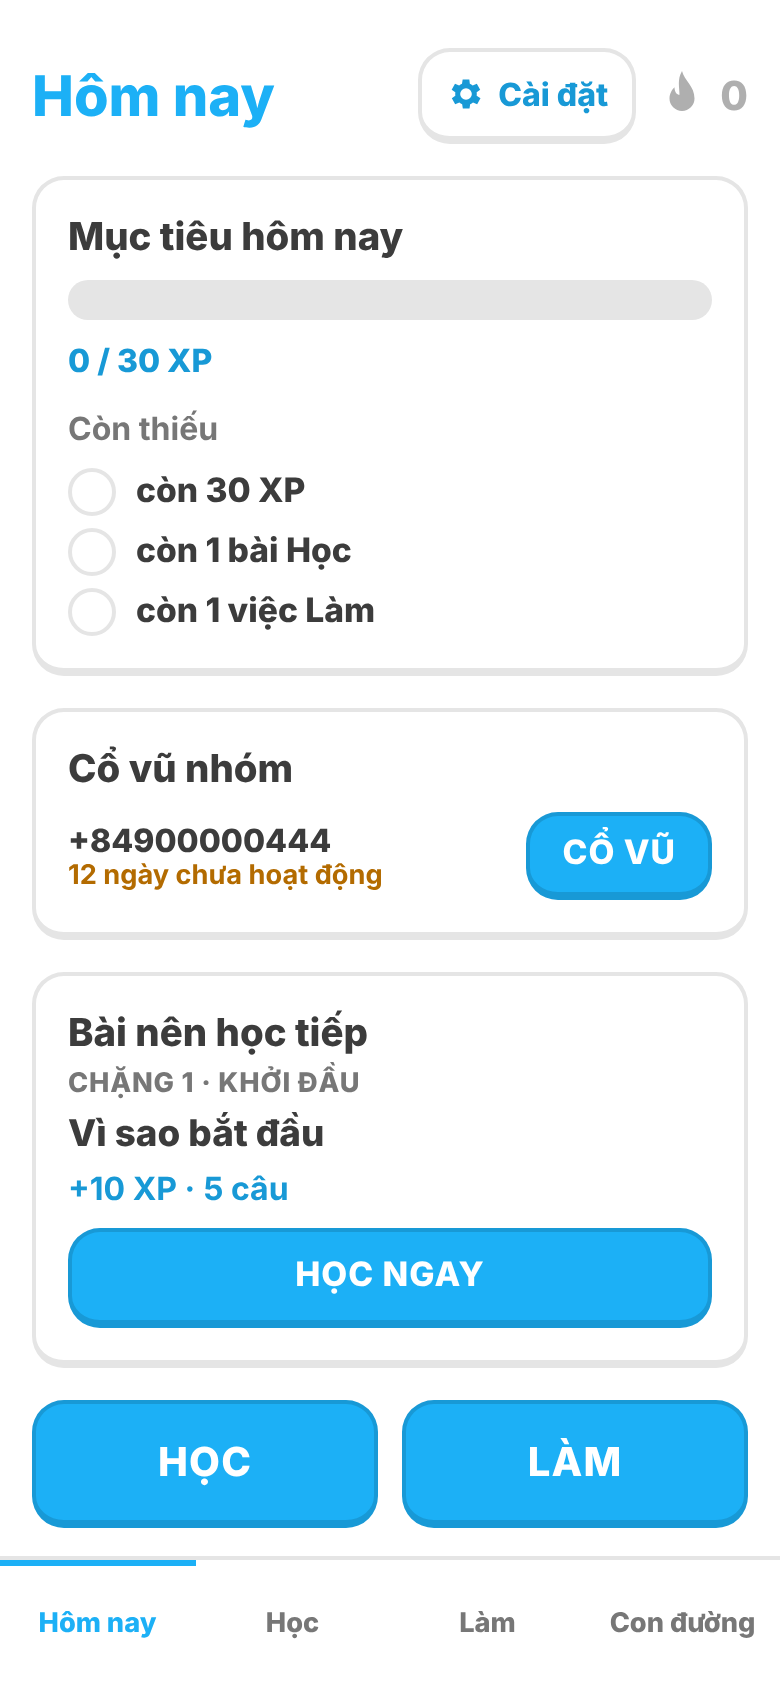 Hôm nay
Cài đặt
0
Mục tiêu hôm nay
0 / 30 XP
Còn thiếu
còn 30 XP
còn 1 bài Học
còn 1 việc Làm
Cổ vũ nhóm
+84900000444
12 ngày chưa hoạt động
CỔ VŨ
Bài nên học tiếp
CHẶNG 1 · KHỞI ĐẦU
Vì sao bắt đầu
+10 XP · 5 câu
HỌC NGAY
HỌC
LÀM
Hôm nay
Học
Làm
Con đường